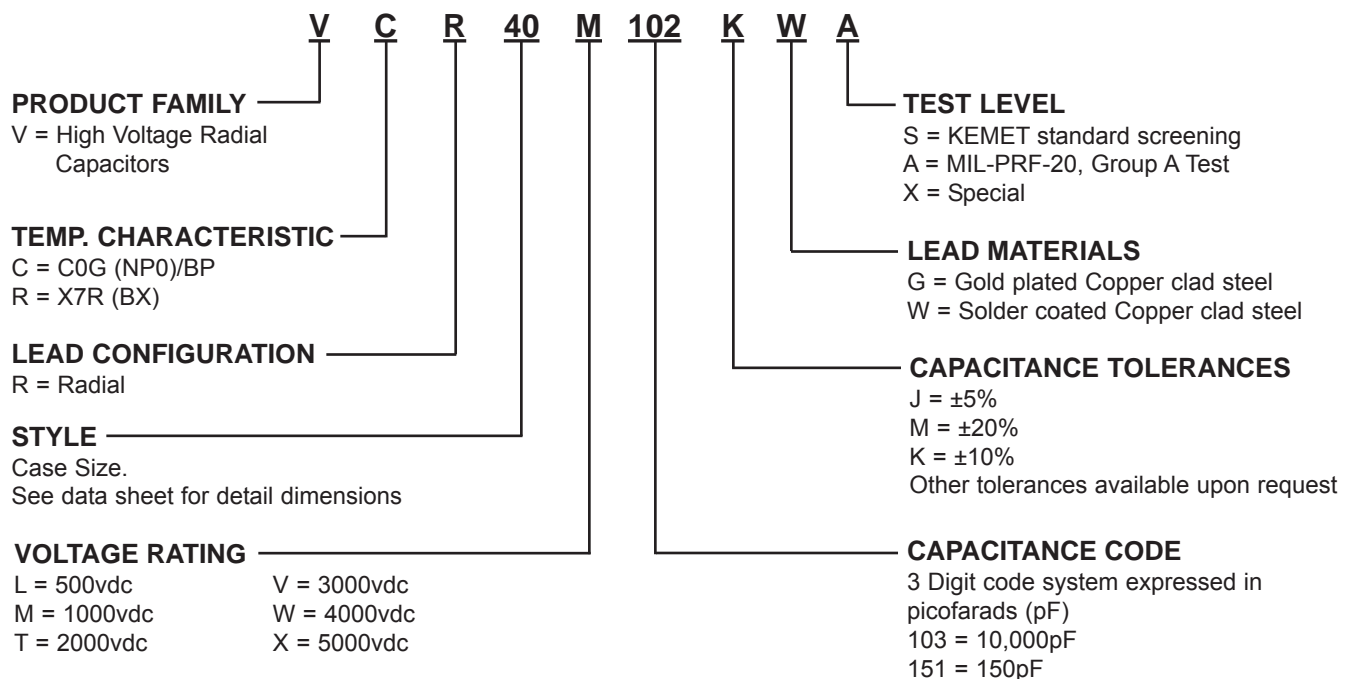 V C R 40 M 102 K W A
PRODUCT FAMILY
V = High Voltage Radial
Capacitors
TEMP. CHARACTERISTIC
C = C0G (NP0)/BP
R = X7R (BX)
LEAD CONFIGURATION
R = Radial
STYLE
Case Size.
See data sheet for detail dimensions
VOLTAGE RATING
L = 500vdc V = 3000vdc
M = 1000vdc W = 4000vdc
T = 2000vdc X = 5000vdc
TEST LEVEL
S = KEMET standard screening
A = MIL-PRF-20, Group A Test
X = Special
LEAD MATERIALS
G = Gold plated Copper clad steel
W = Solder coated Copper clad steel
CAPACITANCE TOLERANCES
J = ±5%
M = ±20%
K = ±10%
Other tolerances available upon request
CAPACITANCE CODE
3 Digit code system expressed in
picofarads (pF)
103 = 10,000pF
151 = 150pF